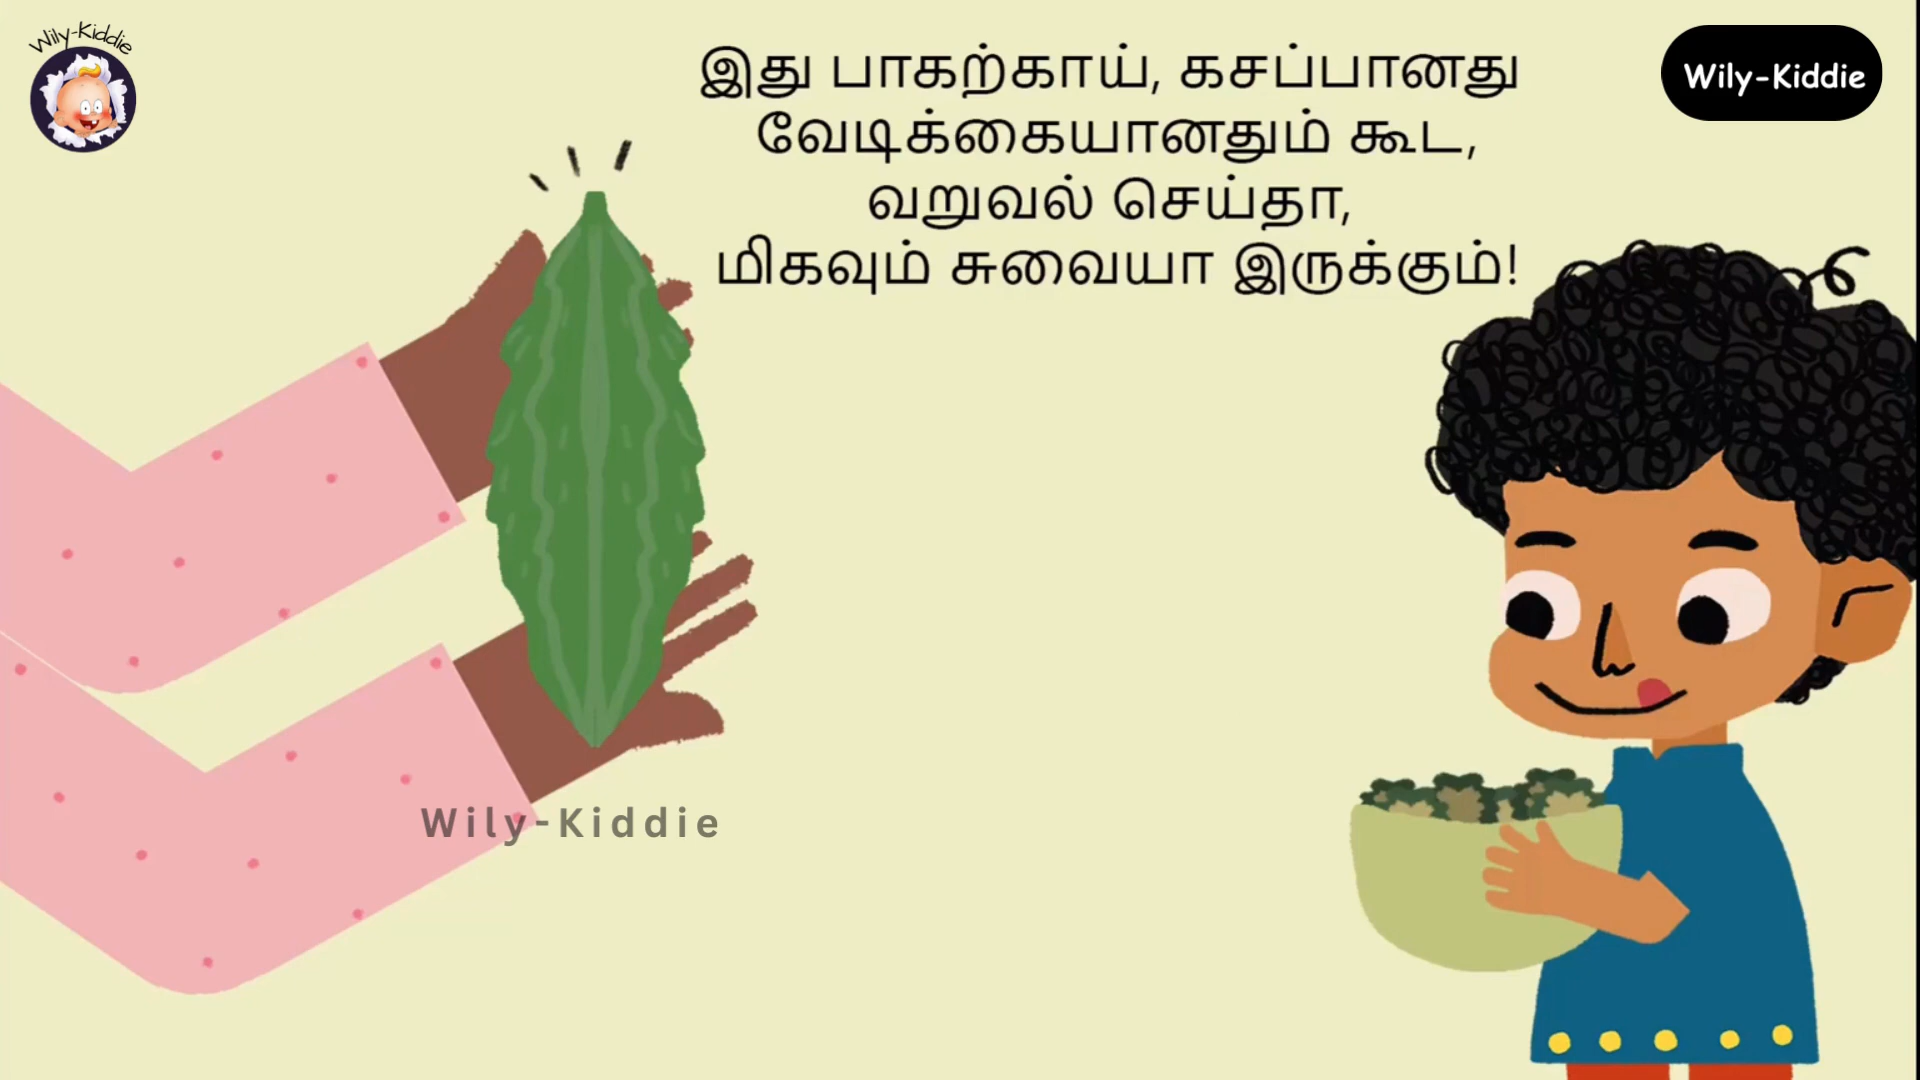 Wily-Kiddie
Wily-Kiddie
இது பாகற்காய், கசப்பானது
வேடிக்கையானதும் கூட,
வறுவல் செய்தா,
மிகவும் சுவையா இருக்கும்!
Wily-Kiddie